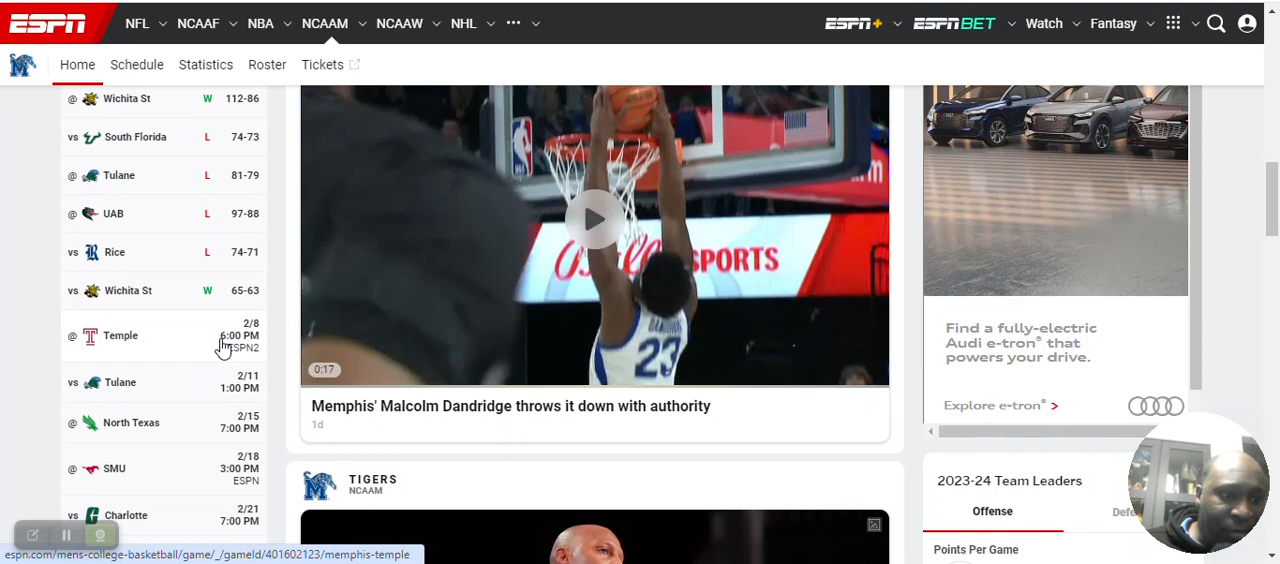 ESPN NFL NCAAF NBA NCAAM NCAAW NHL ESPN+ ESPN BET Watch Fantasy
Home Schedule Statistics Roster Tickets
@ Wichita St W 112-86
vs South Florida L 74-73
@ Tulane L 81-79
@ UAB L 97-88
vs Rice L 74-71
vs Wichita St W 65-63
@ Temple 2/8
6:00 PM
ESPN2
vs Tulane 2/11
1:00 PM
@ North Texas 2/15
7:00 PM
@ SMU 2/18
3:00 PM
ESPN
vs Charlotte 2/21
7:00 PM
NBA
Bally SPORTS
DANDRIDGE
23
0:17
Memphis' Malcolm Dandridge throws it down with authority
1d
TIGERS
NCAAM
Find a fully-electric
Audi e-tron® that
powers your drive.
Explore e-tron® >
2023-24 Team Leaders
Offense
Points Per Game
espn.com/mens-college-basketball/game/_/gameId/401602123/memphis-temple